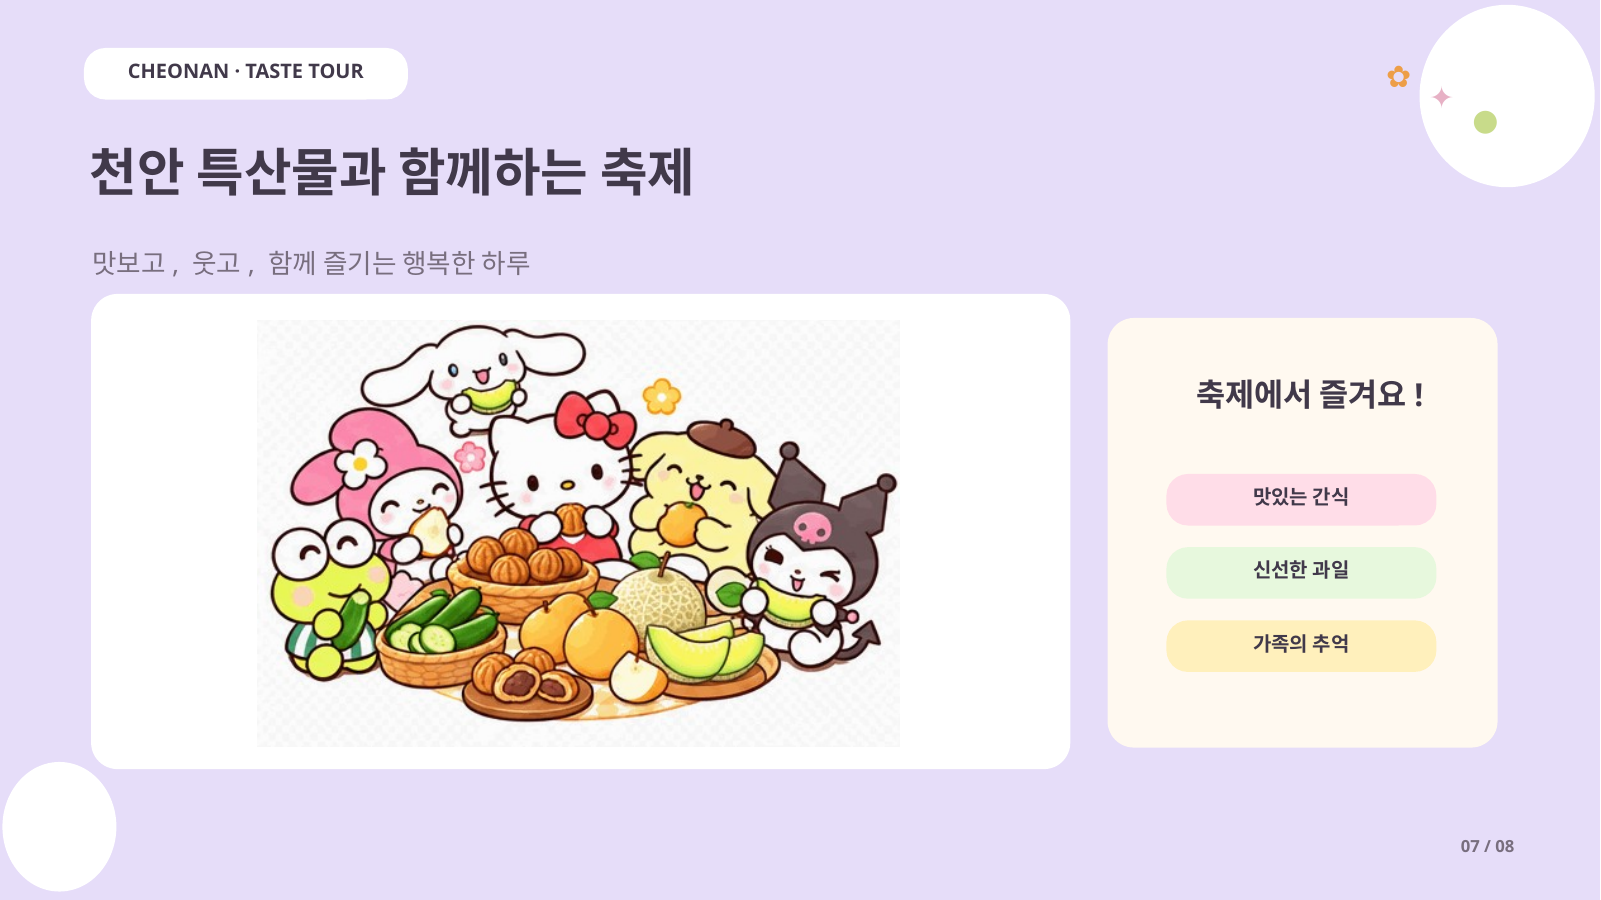 CHEONAN · TASTE TOUR
천안 특산물과 함께하는 축제
맛보고 , 웃고 , 함께 즐기는 행복한 하루
축제에서 즐겨요 !
맛있는 간식
신선한 과일
가족의 추억
07 / 08